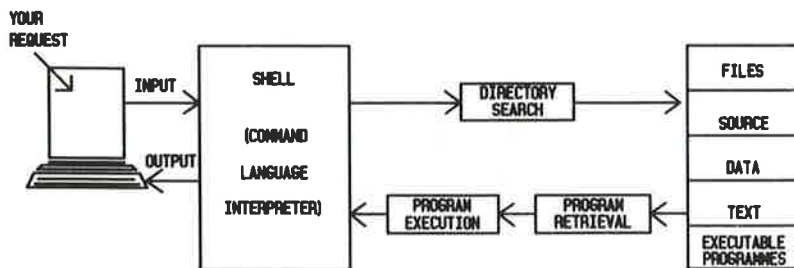 YOUR
REQUEST
INPUT
OUTPUT
SHELL
(COMMAND
LANGUAGE
INTERPRETER)
DIRECTORY
SEARCH
PROGRAM
EXECUTION
PROGRAM
RETRIEVAL
FILES
SOURCE
DATA
TEXT
EXECUTABLE
PROGRAMMES